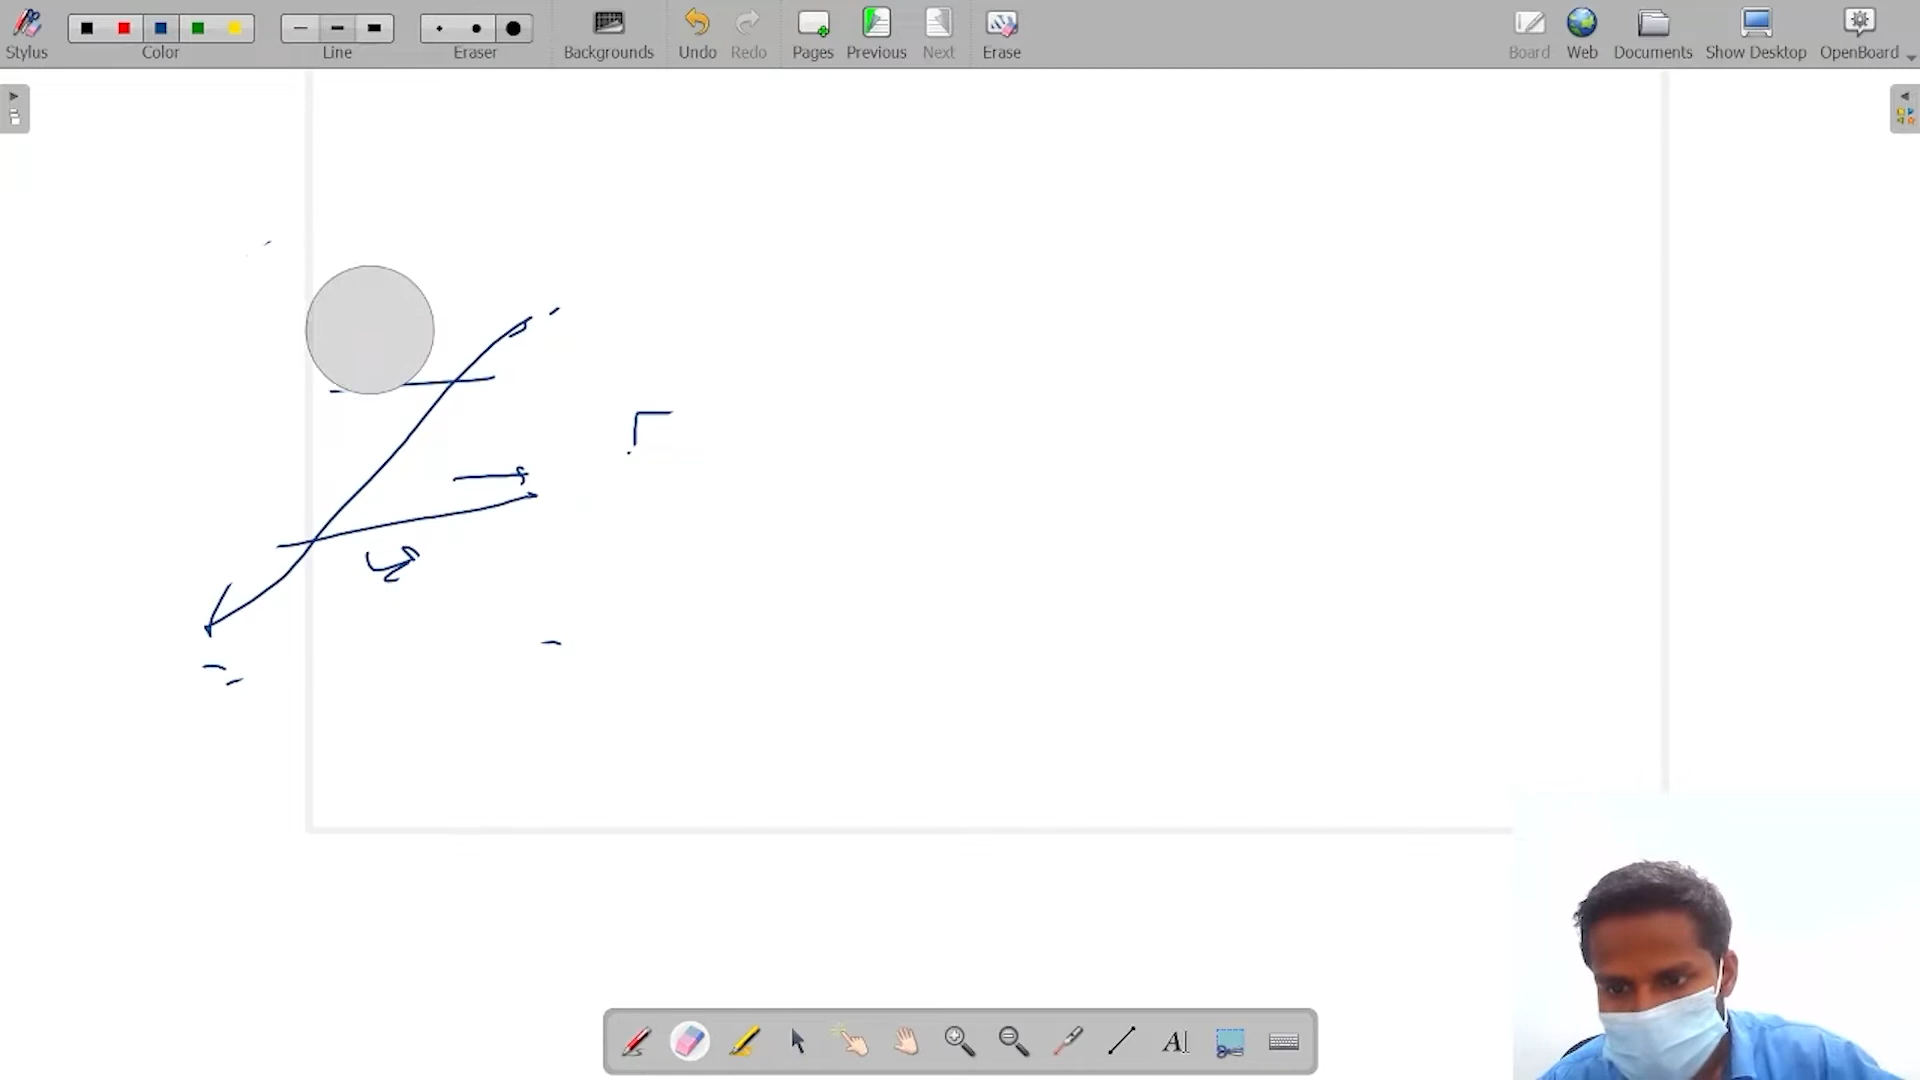 Stylus
Color
Line
Eraser
Backgrounds
Undo
Redo
Pages
Previous
Next
Erase
Board
Web
Documents
Show Desktop
OpenBoard
A